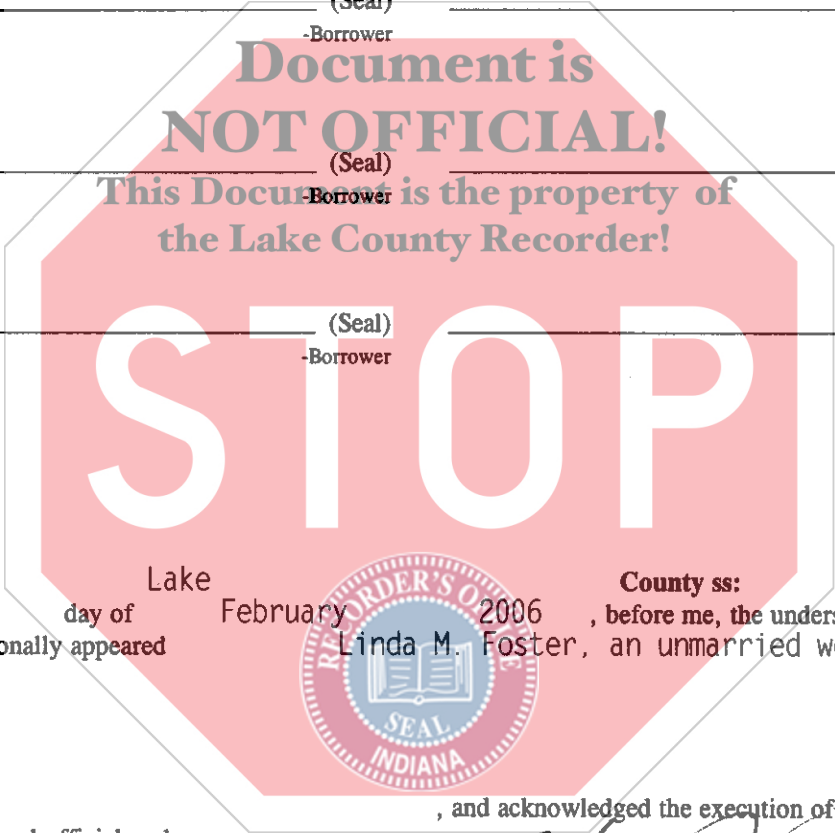 (Seal)
-Borrower
Document is
NOT OFFICIAL!
(Seal)
This Document is the property of
-Borrower
the Lake County Recorder!
(Seal)
-Borrower
STOP
Lake County ss:
day of February 2006 , before me, the unders
onally appeared Linda M. Foster, an unmarried w
RECORDER'S OFFICE
SEAL
INDIANA
, and acknowledged the execution of